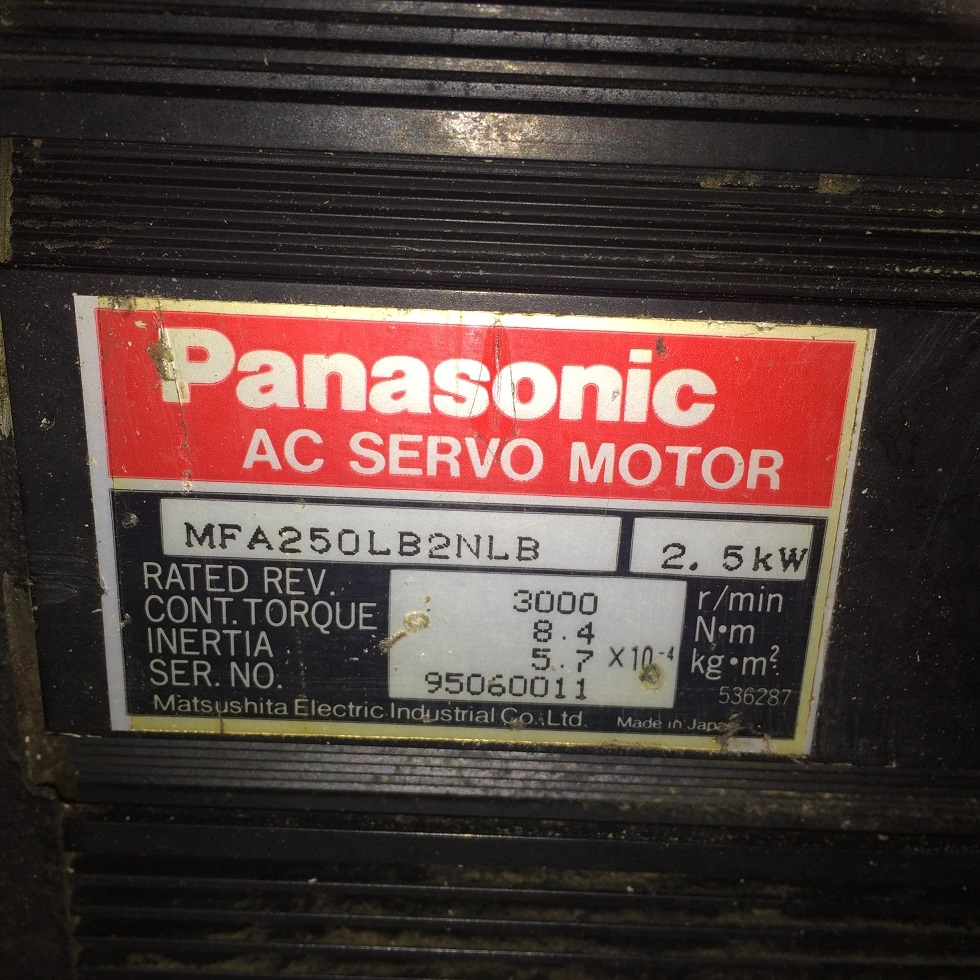 Panasonic
AC SERVO MOTOR
MFA250LB2NLB 2.5kW
RATED REV. 3000 r/min
CONT. TORQUE 8.4 N•m
INERTIA 5.7 ×10⁻⁴ kg•m²
SER. NO. 95060011
536287
Matsushita Electric Industrial Co., Ltd. Made in Japan